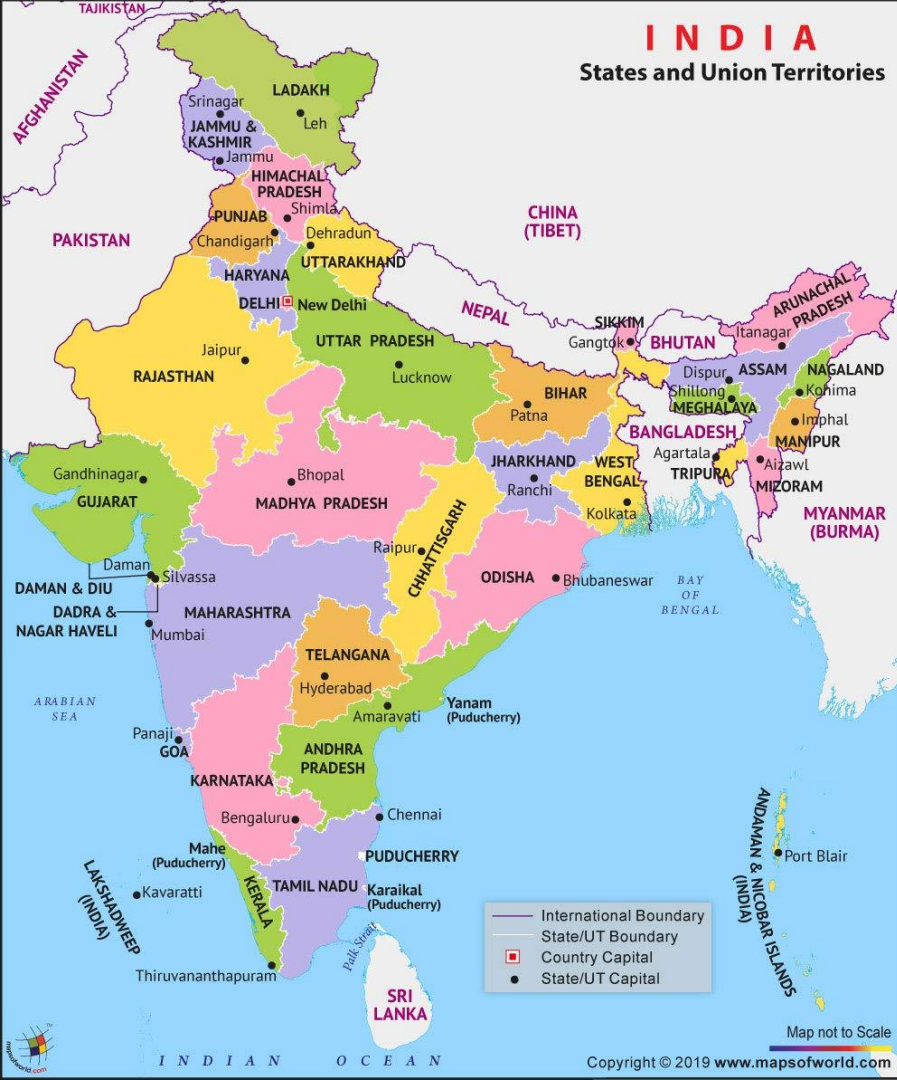 TAJIKISTAN
INDIA
States and Union Territories
AFGHANISTAN
LADAKH
Srinagar
Leh
JAMMU &
KASHMIR
Jammu
HIMACHAL
PRADESH
Shimla
PUNJAB
CHINA
(TIBET)
PAKISTAN
Chandigarh
Dehradun
UTTARAKHAND
HARYANA
DELHI
New Delhi
NEPAL
ARUNACHAL
PRADESH
SIKKIM
Gangtok
BHUTAN
Itanagar
UTTAR PRADESH
Jaipur
RAJASTHAN
Lucknow
BIHAR
Patna
Dispur
ASSAM
NAGALAND
Shillong
Kohima
MEGHALAYA
Imphal
BANGLADESH
MANIPUR
Gandhinagar
GUJARAT
Bhopal
MADHYA PRADESH
JHARKHAND
Ranchi
WEST
BENGAL
Kolkata
Agartala
TRIPURA
Aizawl
MIZORAM
MYANMAR
(BURMA)
CHHATTISGARH
Raipur
Daman
Silvassa
DAMAN & DIU
DADRA &
NAGAR HAVELI
MAHARASHTRA
Mumbai
ODISHA
Bhubaneswar
BAY
OF
BENGAL
TELANGANA
Hyderabad
ARABIAN
SEA
Amaravati
Yanam
(Puducherry)
Panaji
GOA
ANDHRA
PRADESH
KARNATAKA
Bengaluru
Chennai
Mahe
(Puducherry)
PUDUCHERRY
KERALA
TAMIL NADU
Karaikal
(Puducherry)
LAKSHADWEEP
(INDIA)
Kavaratti
ANDAMAN & NICOBAR ISLANDS
(INDIA)
Port Blair
Palk Strait
Thiruvananthapuram
SRI
LANKA
International Boundary
State/UT Boundary
Country Capital
State/UT Capital
INDIAN OCEAN
mapsofworld.com
Map not to Scale
Copyright © 2019 www.mapsofworld.com